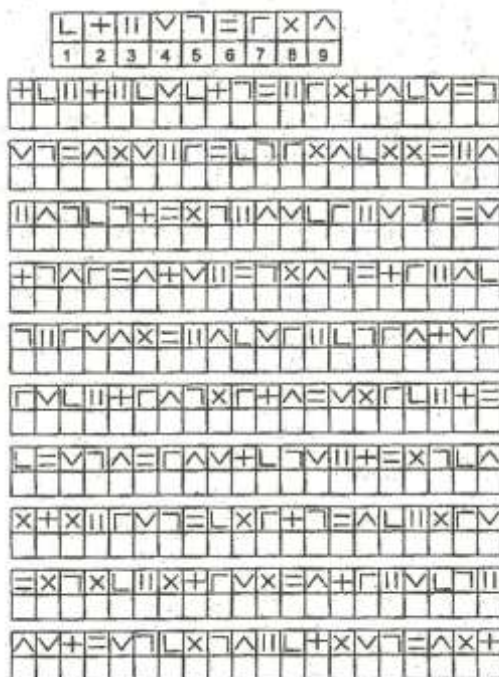 ∟ + || ∨ ⅂ = Γ × ∧
1 2 3 4 5 6 7 8 9
+ ∟ || + || ∟ ∨ ∟ + ⅂ = || Γ × + ∧ ∟ ∨ = ⅂
∨ ⅂ = ∧ × ∨ || Γ = ∟ ⅂ Γ × ∧ ∟ × × = || ∧
|| ∧ ⅂ ∟ ⅂ + = × ⅂ || ∧ ∨ ∟ Γ || ∨ ⅂ Γ = ∨
+ ⅂ ∧ Γ = ∧ + ∨ || = ⅂ × ∧ ⅂ = + Γ || ∧ ∟
⅂ || Γ ∨ ∧ × = || ∧ ∟ ∨ Γ || ∟ ⅂ Γ ∧ + ∨ Γ
Γ ∨ ∟ || + Γ ∧ ⅂ × Γ + ∧ = ∨ × Γ ∟ || + =
∟ = ∨ ⅂ ∧ = Γ ∧ ∨ + ∟ ⅂ ∨ || + = × ⅂ ∟ ∧
× + × || Γ ∨ ⅂ = ∟ × Γ + ⅂ = ∧ ∟ || × Γ ∨
= × ⅂ × ∟ || × + Γ ∨ × = ∧ + Γ || ∨ ∟ ⅂ ||
∧ ∨ + = ∨ ⅂ ∟ × ⅂ ∧ || ∟ + × ∨ ⅂ = ∧ × +